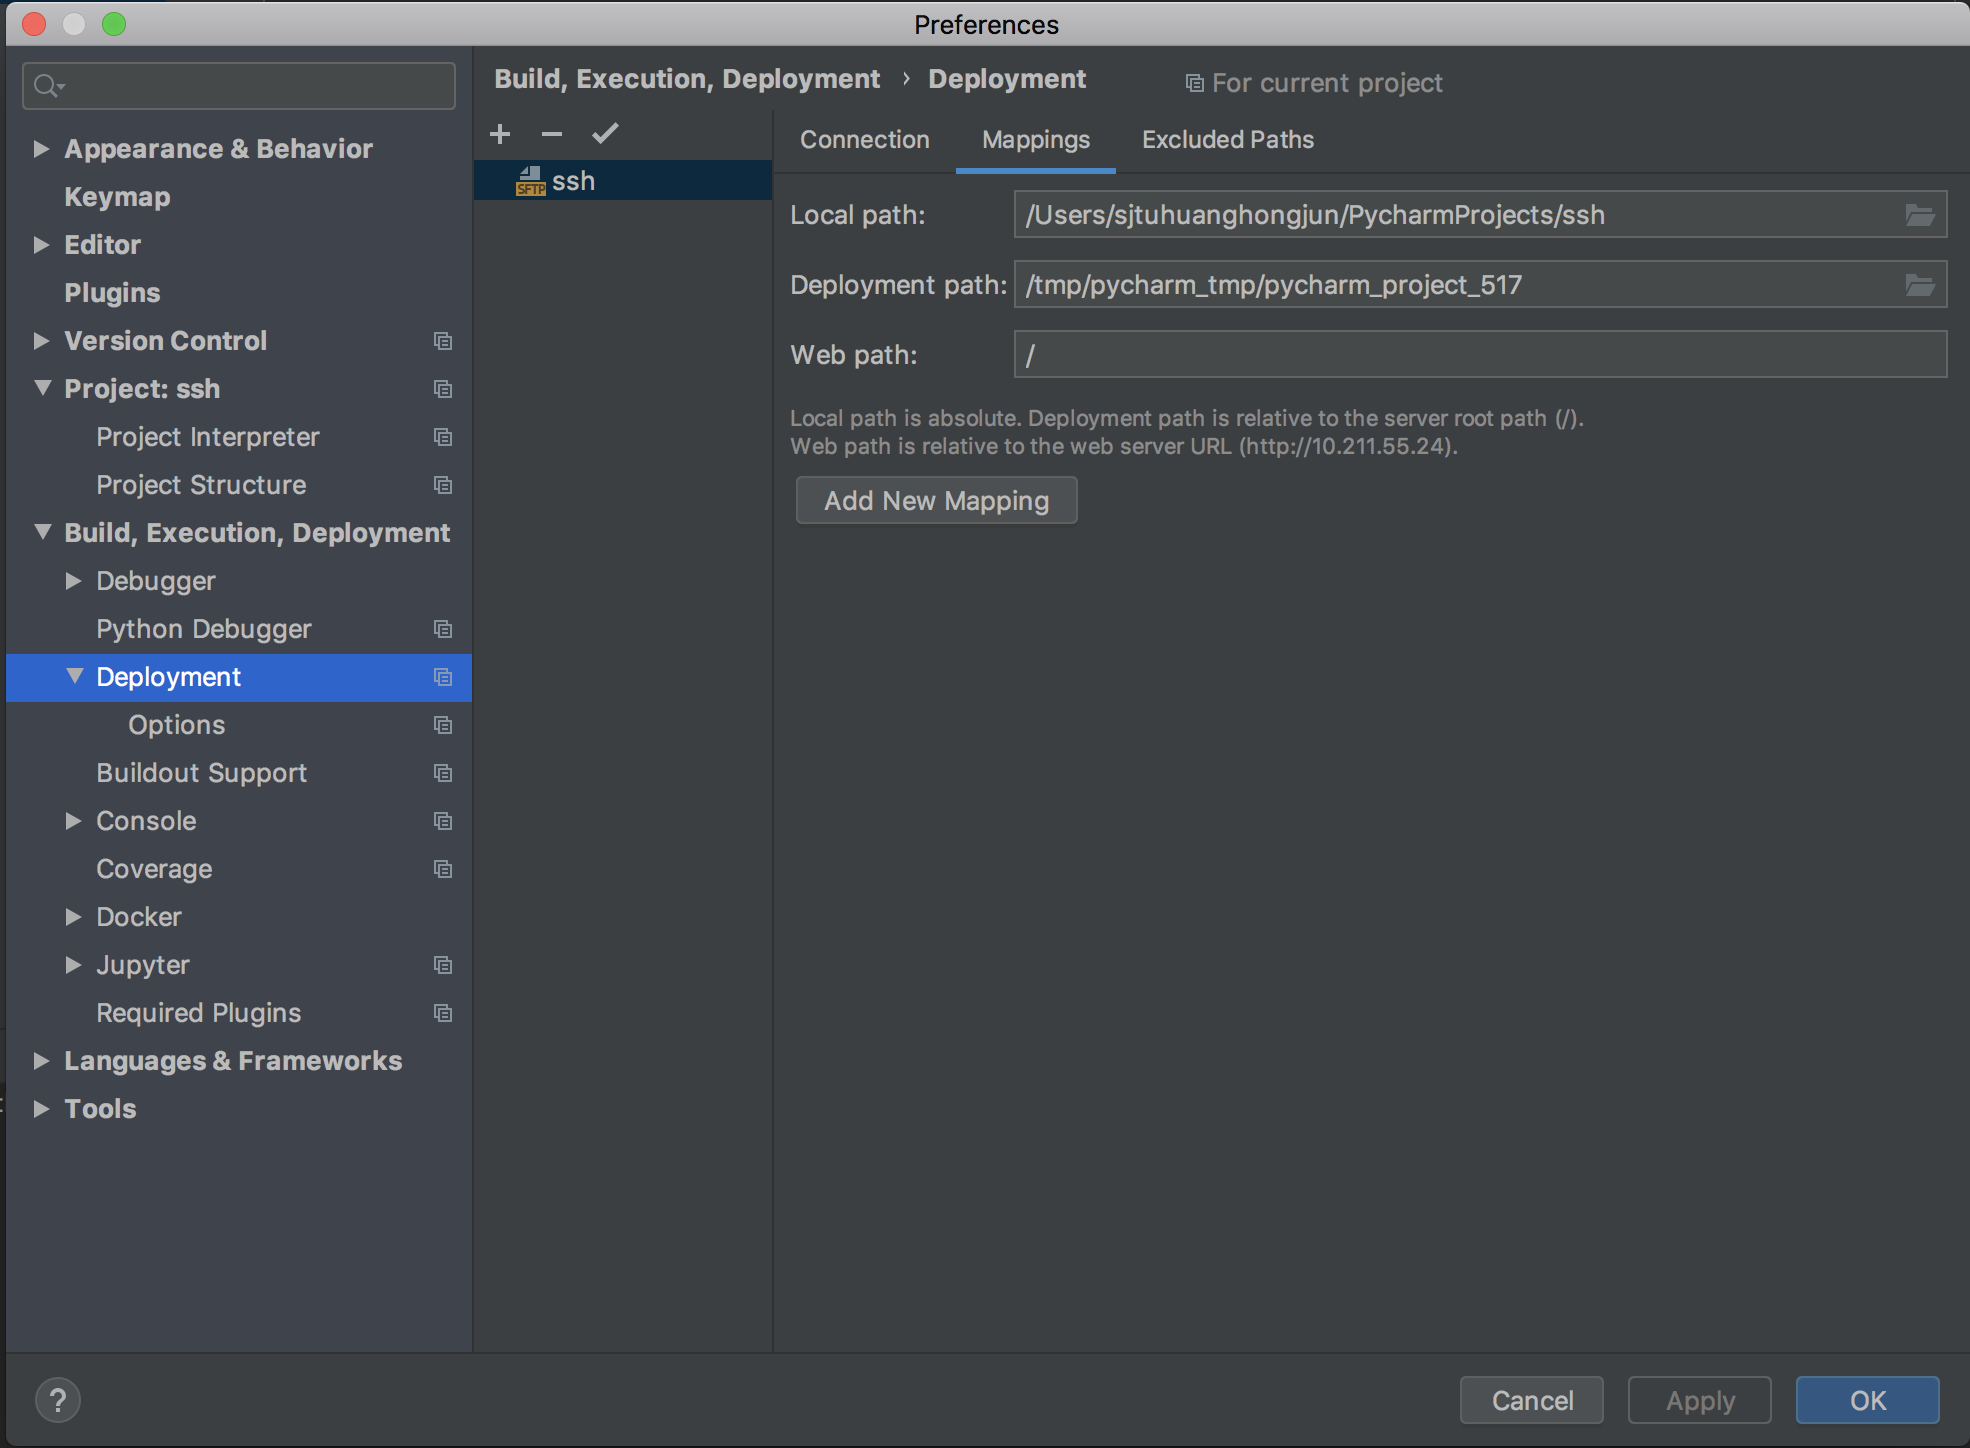 Preferences
Build, Execution, Deployment › Deployment
For current project
Appearance & Behavior
Keymap
Editor
Plugins
Version Control
Project: ssh
Project Interpreter
Project Structure
Build, Execution, Deployment
Debugger
Python Debugger
Deployment
Options
Buildout Support
Console
Coverage
Docker
Jupyter
Required Plugins
Languages & Frameworks
Tools
SFTP ssh
Connection Mappings Excluded Paths
Local path: /Users/sjtuhuanghongjun/PycharmProjects/ssh
Deployment path: /tmp/pycharm_tmp/pycharm_project_517
Web path: /
Local path is absolute. Deployment path is relative to the server root path (/).
Web path is relative to the web server URL (http://10.211.55.24).
Add New Mapping
?
Cancel Apply OK